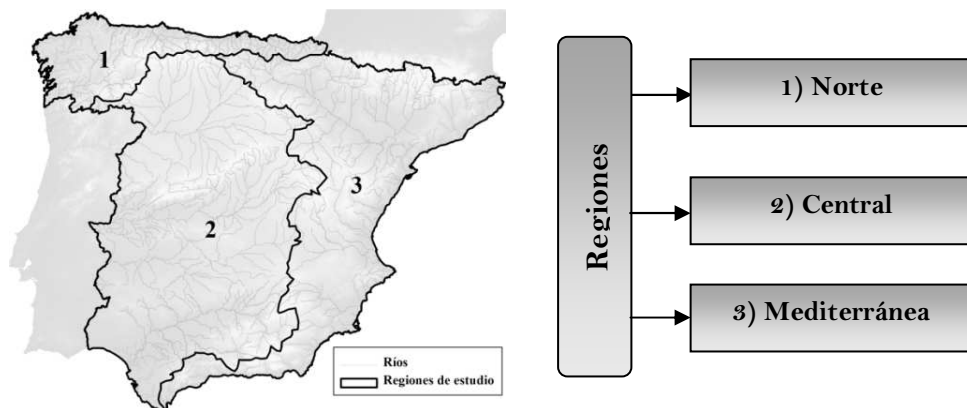 1
2
3
Ríos
Regiones de estudio
Regiones
1) Norte
2) Central
3) Mediterránea